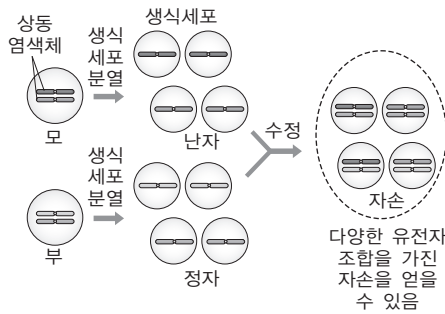 상동
염색체
모
생식
세포
분열
생식세포
난자
부
생식
세포
분열
정자
수정
자손
다양한 유전자
조합을 가진
자손을 얻을
수 있음